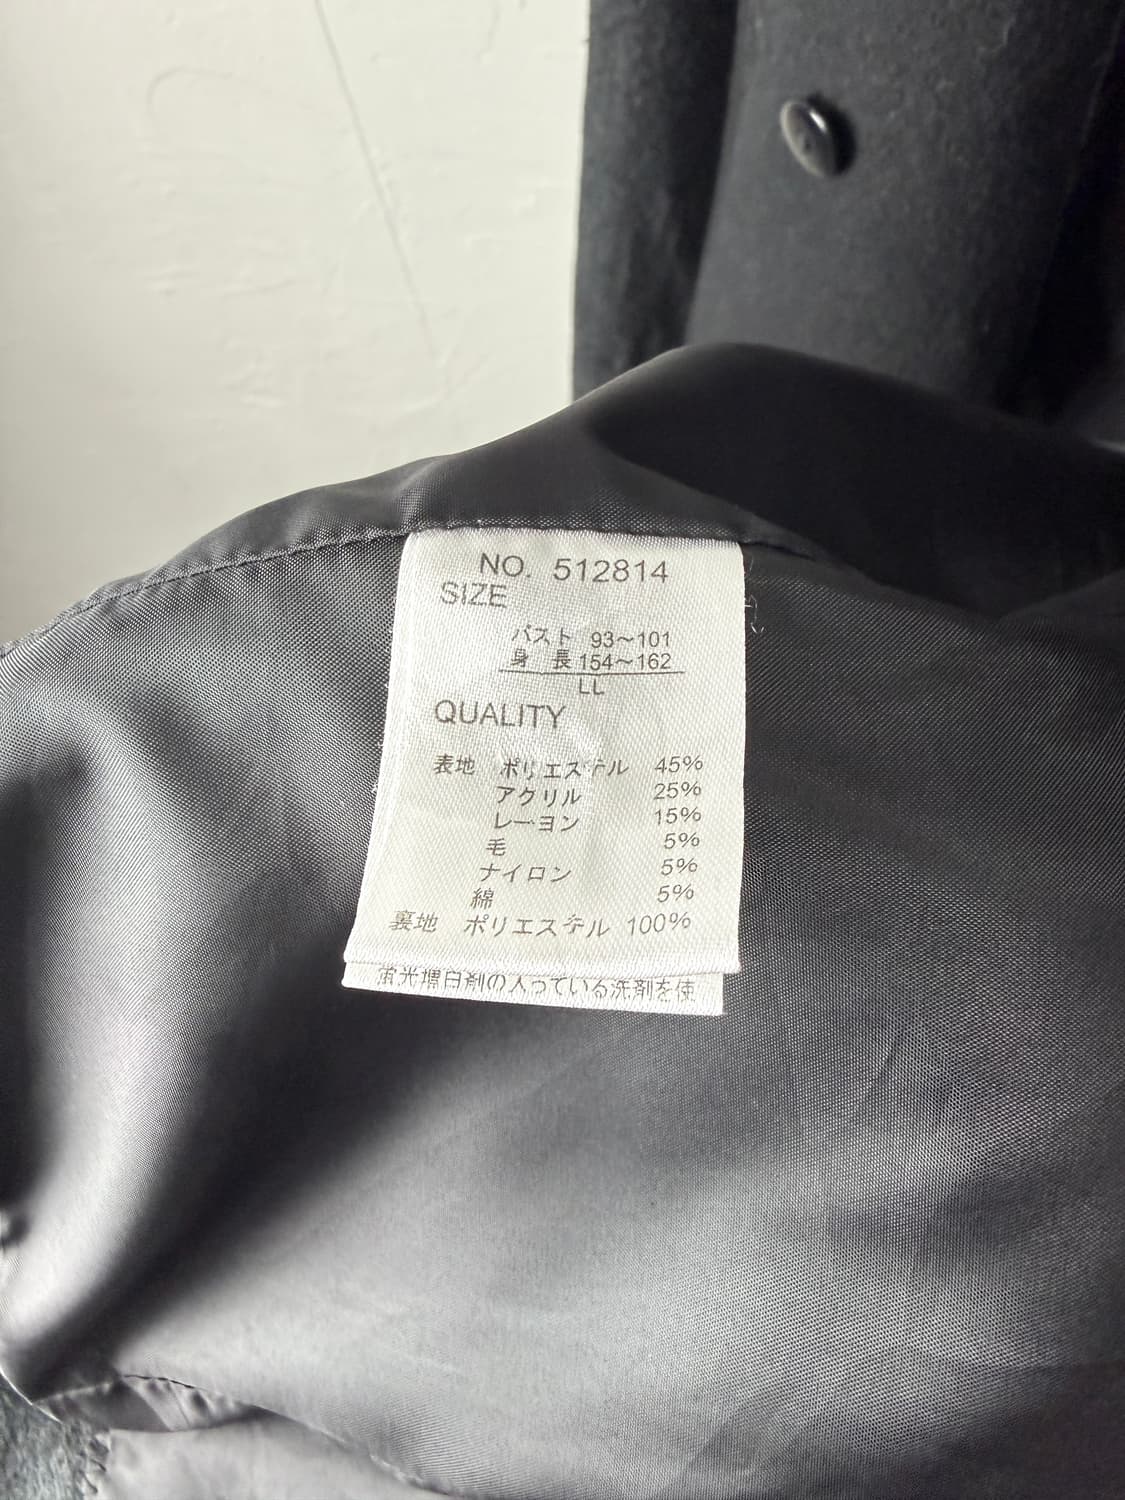 NO. 512814
SIZE
バスト 93～101
身 長 154～162
LL
QUALITY
表地 ポリエステル 45%
アクリル 25%
レーヨン 15%
毛 5%
ナイロン 5%
綿 5%
裏地 ポリエステル 100%
蛍光増白剤の入っている洗剤を使